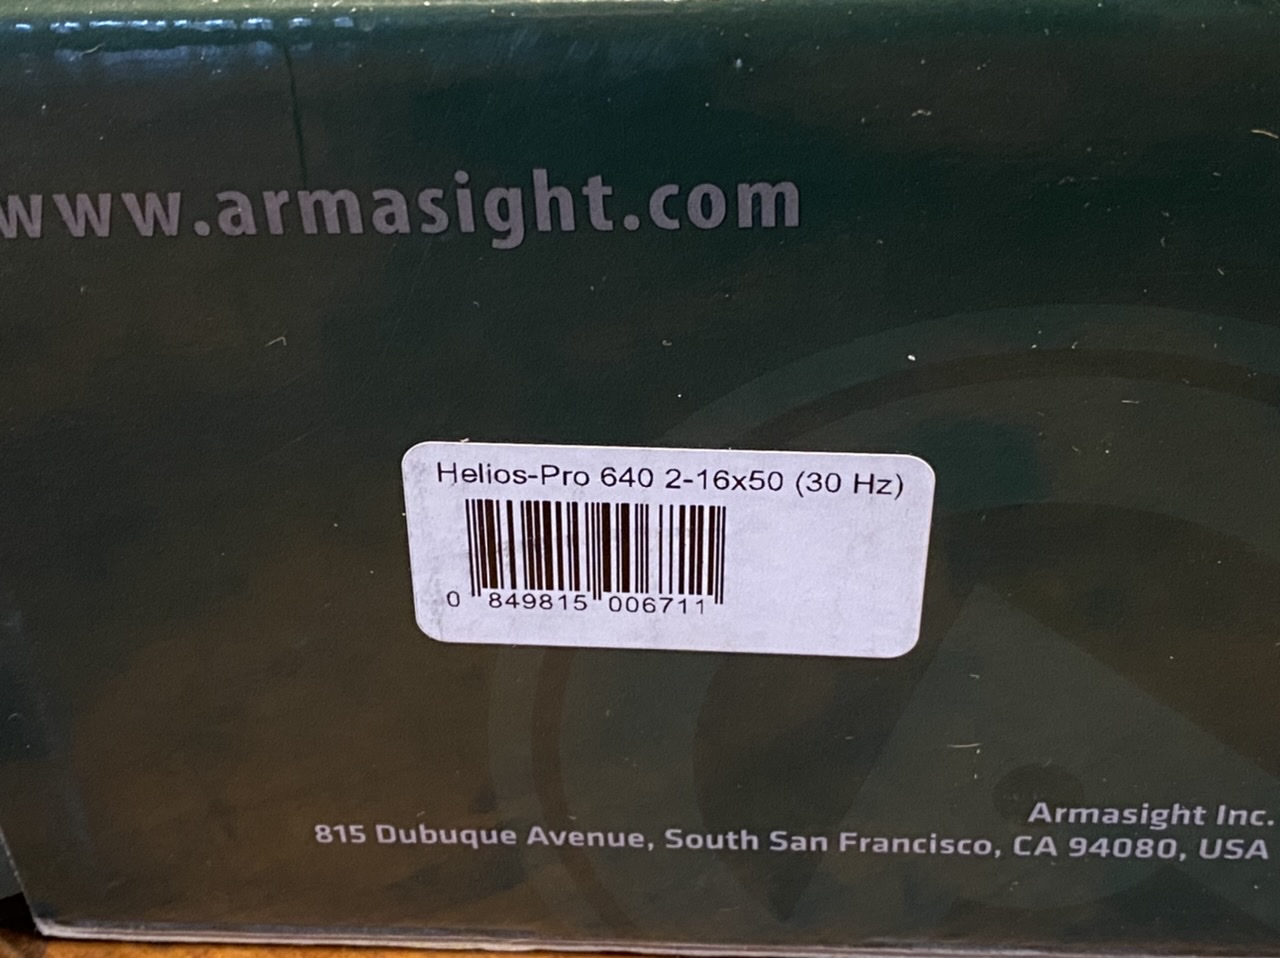 www.armasight.com
Helios-Pro 640 2-16x50 (30 Hz)
0 849815 006711
Armasight Inc.
815 Dubuque Avenue, South San Francisco, CA 94080, USA